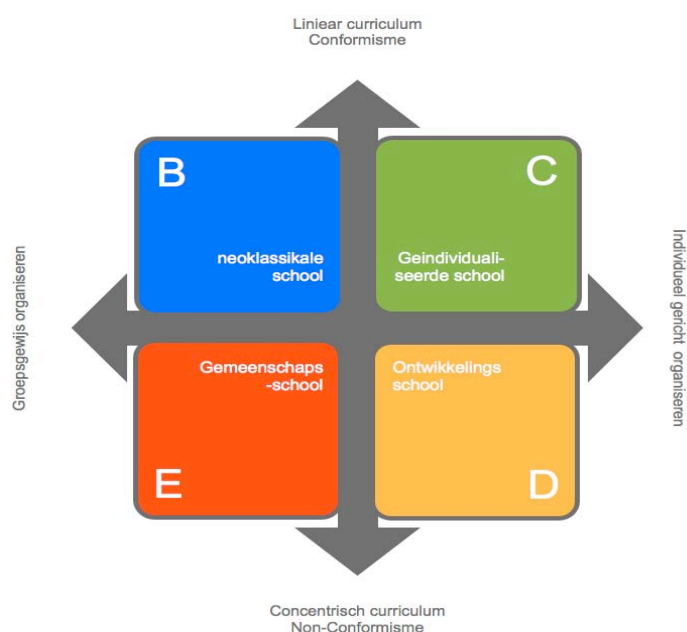 Liniear curriculum
Conformisme
B
C
neoklassikale
school
Geindividuali-
seerde school
Groepsgewijs organiseren
Individueel gericht organiseren
Gemeenschaps
-school
Ontwikkelings
school
E
D
Concentrisch curriculum
Non-Conformisme